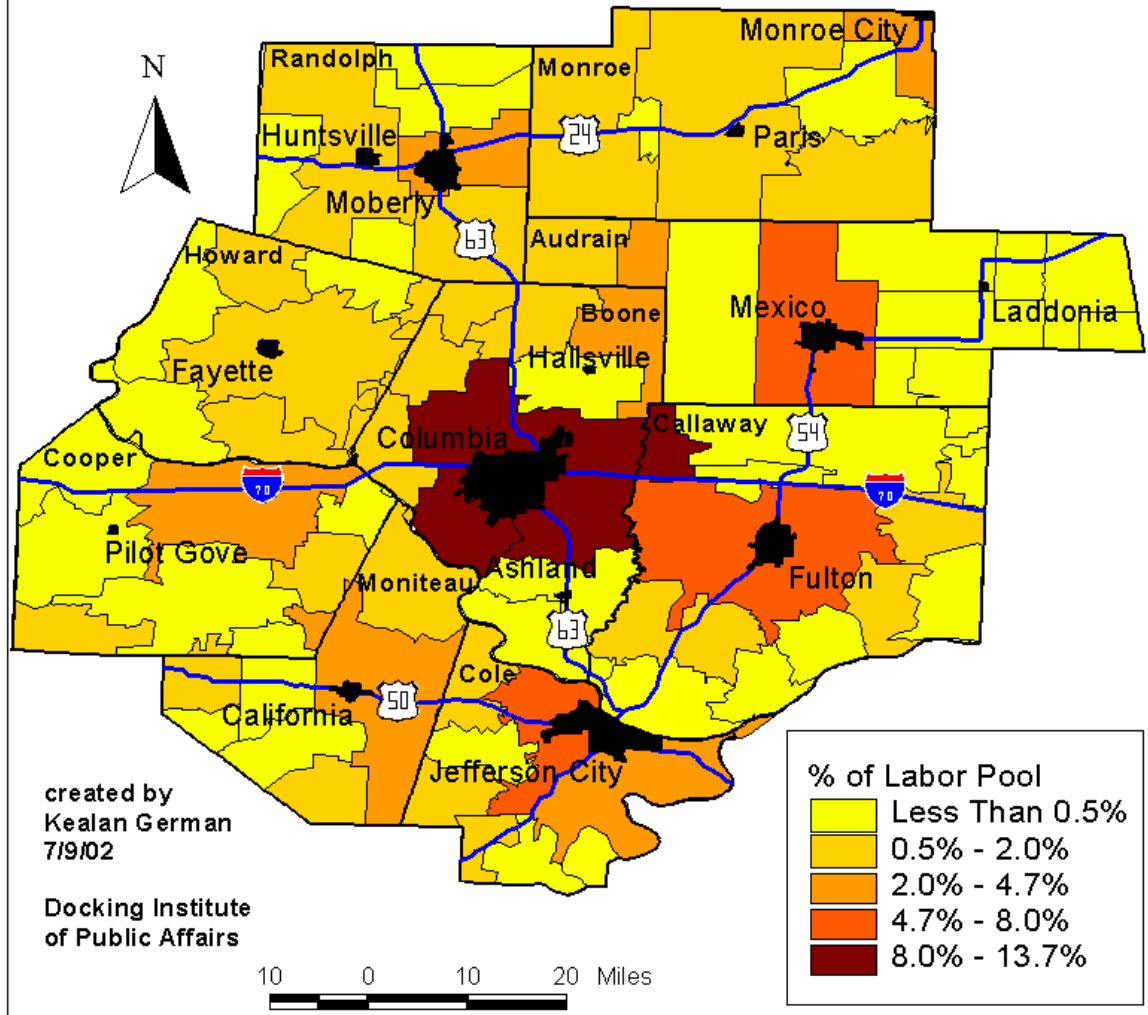 Monroe City
Randolph
Monroe
N
24
Huntsville
Paris
Moberly
63
Audrain
Howard
Boone
Mexico
Laddonia
Hallsville
Fayette
Callaway
Columbia
54
Cooper
70
70
Pilot Gove
Ashland
Moniteau
Fulton
63
Cole
50
California
Jefferson City
created by
Kealan German
7/9/02
Docking Institute
of Public Affairs
10 0 10 20 Miles
% of Labor Pool
Less Than 0.5%
0.5% - 2.0%
2.0% - 4.7%
4.7% - 8.0%
8.0% - 13.7%